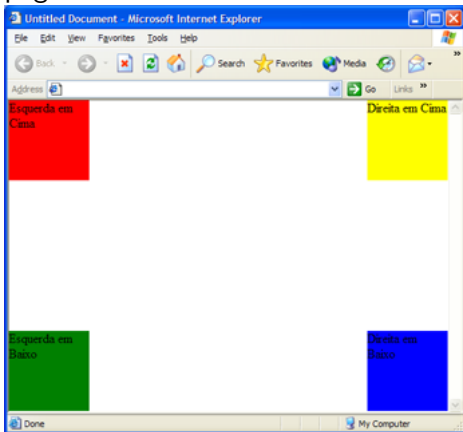 Untitled Document - Microsoft Internet Explorer
File Edit View Favorites Tools Help
Back Search Favorites Media
Address Go Links
Esquerda em
Cima
Direita em Cima
Esquerda em
Baixo
Direita em
Baixo
Done My Computer